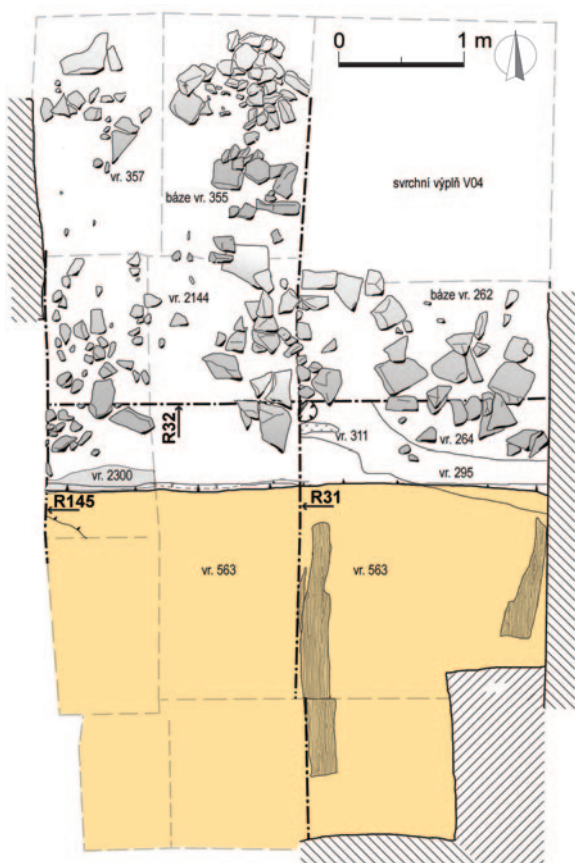 0 1 m
vr. 357
báze vr. 355
svrchní výplň V04
vr. 2144
báze vr. 262
R32
vr. 311
vr. 264
vr. 295
vr. 2300
R145
R31
vr. 563
vr. 563